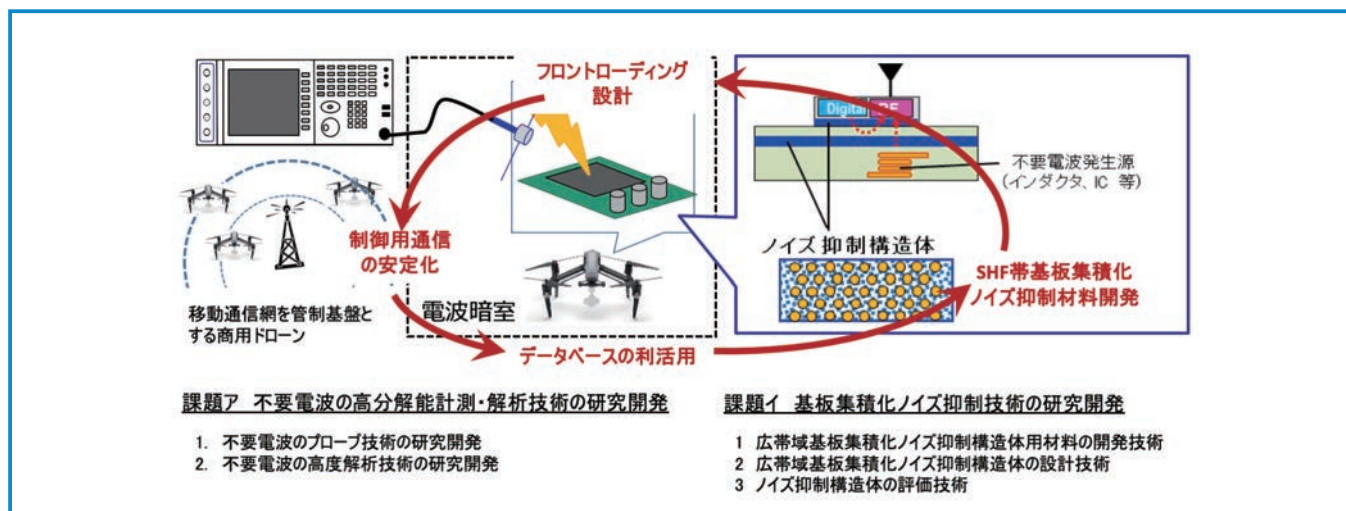 フロントローディング
設計
Digital
RF
不要電波発生源
(インダクタ、IC 等)
ノイズ抑制構造体
制御用通信
の安定化
SHF帯基板集積化
ノイズ抑制材料開発
電波暗室
移動通信網を管制基盤と
する商用ドローン
データベースの利活用
課題ア 不要電波の高分解能計測・解析技術の研究開発
1. 不要電波のプローブ技術の研究開発
2. 不要電波の高度解析技術の研究開発
課題イ 基板集積化ノイズ抑制技術の研究開発
1 広帯域基板集積化ノイズ抑制構造体用材料の開発技術
2 広帯域基板集積化ノイズ抑制構造体の設計技術
3 ノイズ抑制構造体の評価技術